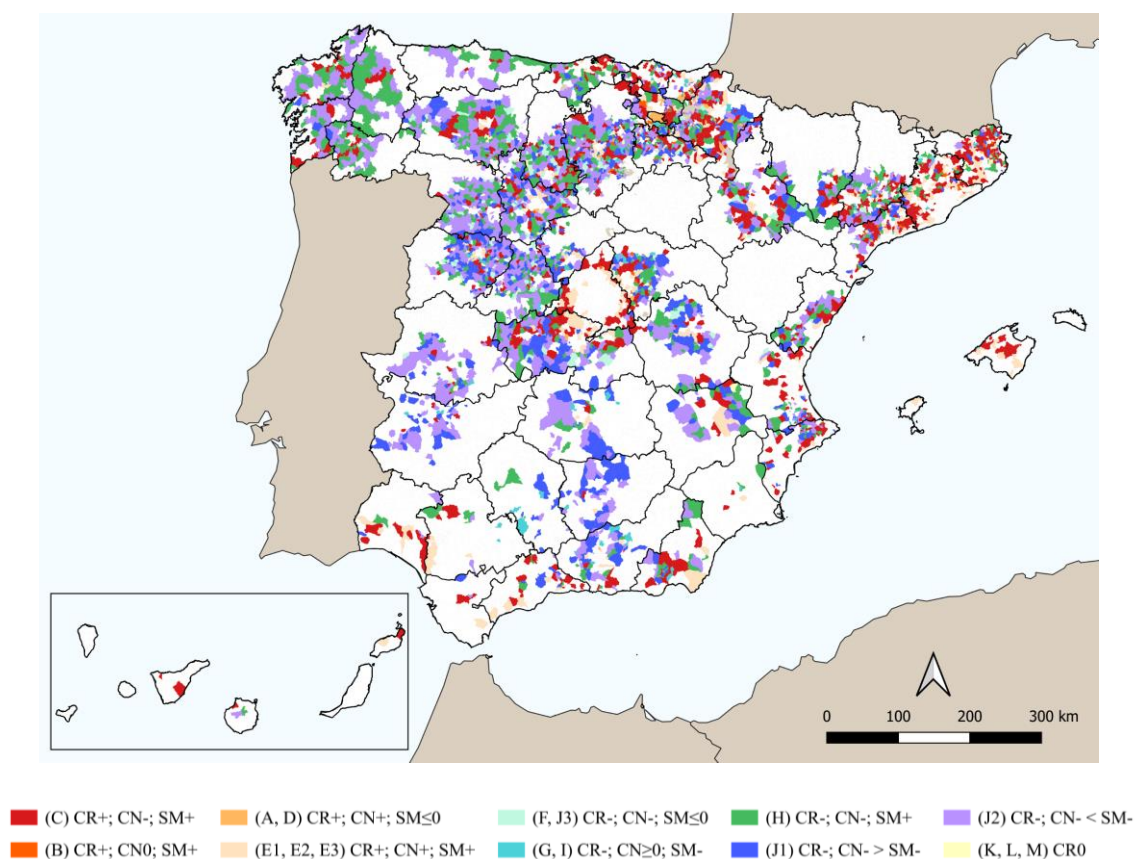 0 100 200 300 km
(C) CR+; CN-; SM+ (A, D) CR+; CN+; SM≤0 (F, J3) CR-; CN-; SM≤0 (H) CR-; CN-; SM+ (J2) CR-; CN- < SM-
(B) CR+; CN0; SM+ (E1, E2, E3) CR+; CN+; SM+ (G, I) CR-; CN≥0; SM- (J1) CR-; CN- > SM- (K, L, M) CR0